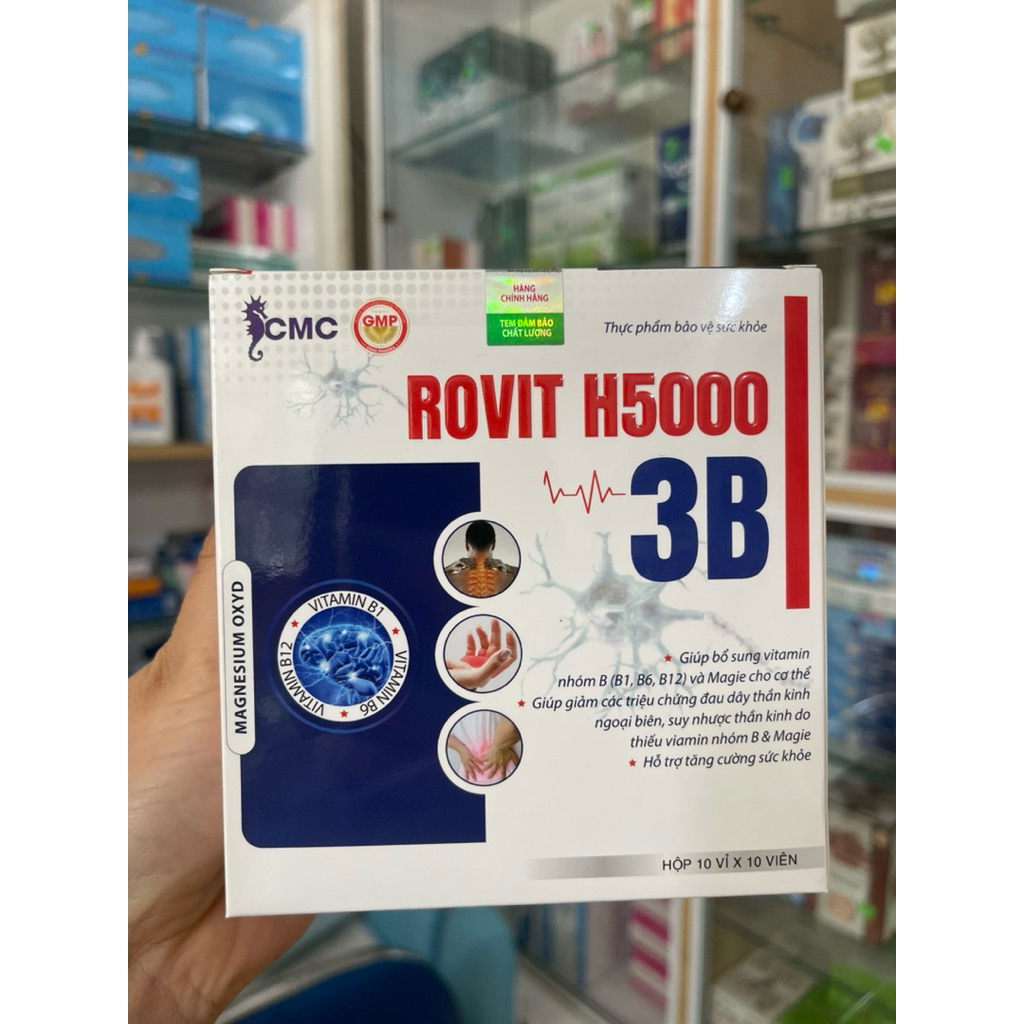 HÀNG
CHÍNH HÃNG
TEM ĐẢM BẢO
CHẤT LƯỢNG
CMC
GMP
Thực phẩm bảo vệ sức khỏe
ROVIT H5000
3B
MAGNESIUM OXYD
VITAMIN B1
VITAMIN B6
VITAMIN B12
Giúp bổ sung vitamin
nhóm B (B1, B6, B12) và Magie cho cơ thể
Giúp giảm các triệu chứng đau dây thần kinh
ngoại biên, suy nhược thần kinh do
thiếu viamin nhóm B & Magie
Hỗ trợ tăng cường sức khỏe
HỘP 10 VỈ X 10 VIÊN